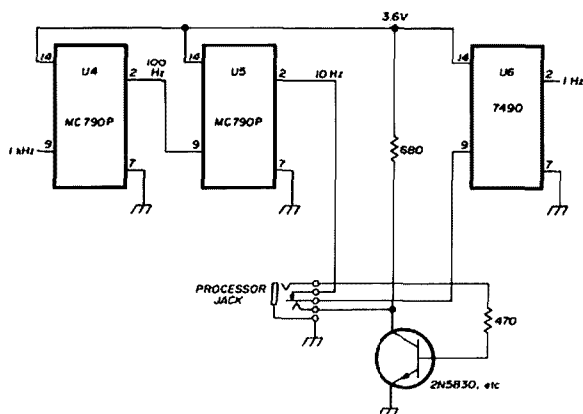 3.6V
14
U4
2
100
Hz
MC790P
1 kHz
9
7
14
U5
2
10 Hz
MC790P
9
7
680
14
U6
2
1 Hz
7490
9
7
PROCESSOR
JACK
470
2N5830, etc